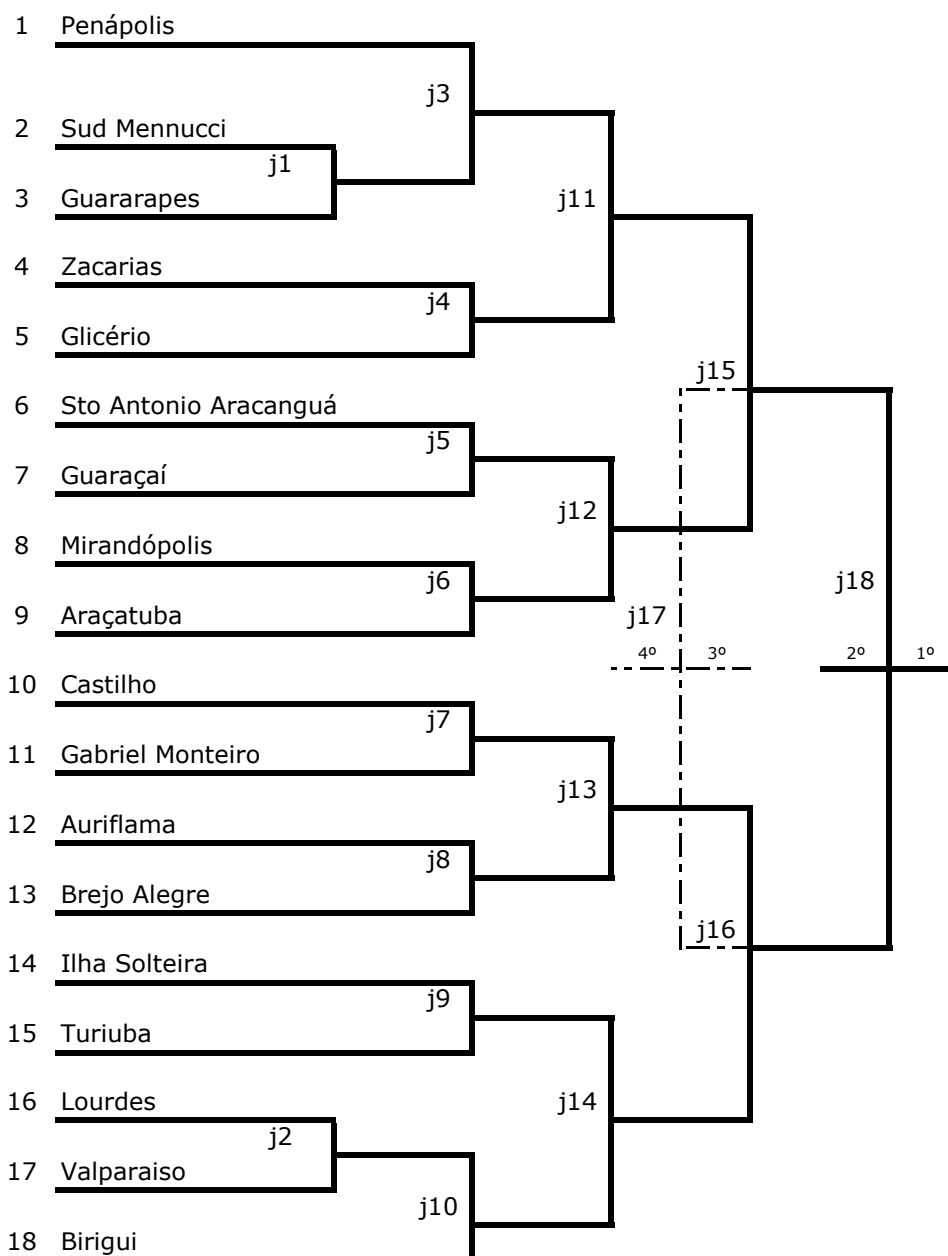 1 Penápolis
j3
2 Sud Mennucci
j1
3 Guararapes
j11
4 Zacarias
j4
5 Glicério
j15
6 Sto Antonio Aracanguá
j5
7 Guaraçaí
j12
8 Mirandópolis
j6
j18
9 Araçatuba
j17
4º 3º 2º 1º
10 Castilho
j7
11 Gabriel Monteiro
j13
12 Auriflama
j8
13 Brejo Alegre
j16
14 Ilha Solteira
j9
15 Turiuba
16 Lourdes
j14
j2
17 Valparaiso
j10
18 Birigui